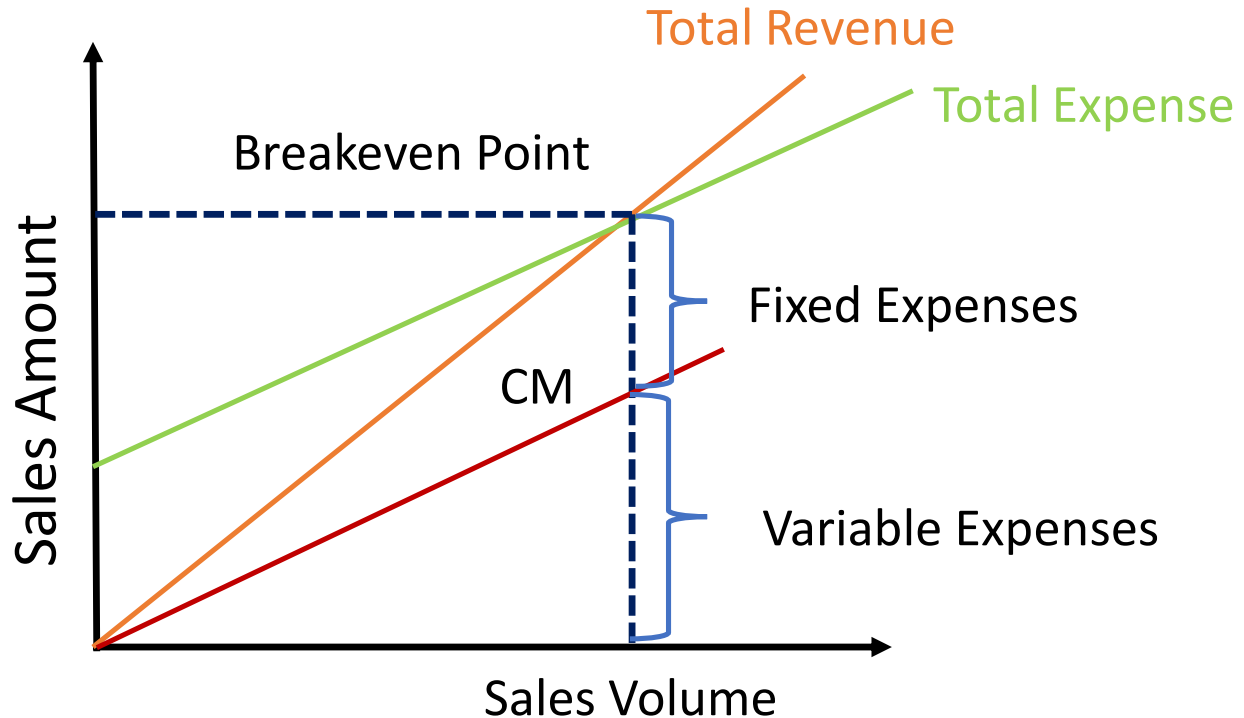 Total Revenue
Total Expense
Breakeven Point
Sales Amount
Fixed Expenses
CM
Variable Expenses
Sales Volume